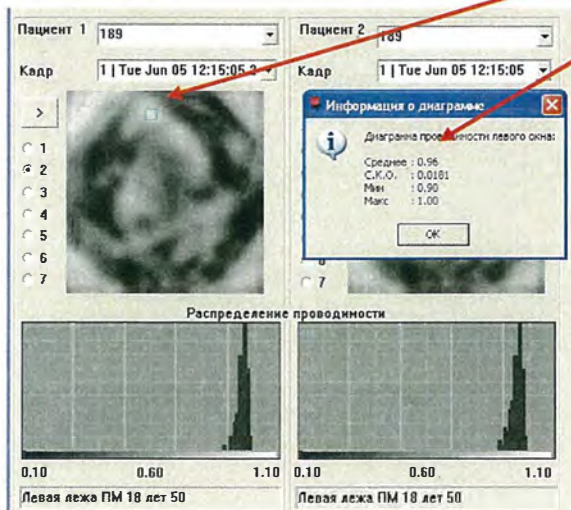 Пациент 1 189
Кадр 1 | Tue Jun 05 12:15:05 2
>
1
2
3
4
5
6
7
Пациент 2 189
Кадр 1 | Tue Jun 05 12:15:05
Информация о диаграмме
Диаграмма проводимости левого окна:
Среднее : 0.96
С.К.О. : 0.0181
Мин : 0.90
Макс : 1.00
OK
7
Распределение проводимости
0.10 0.60 1.10
0.10 0.60 1.10
Левая лежа ПМ 18 лет 50
Левая лежа ПМ 18 лет 50